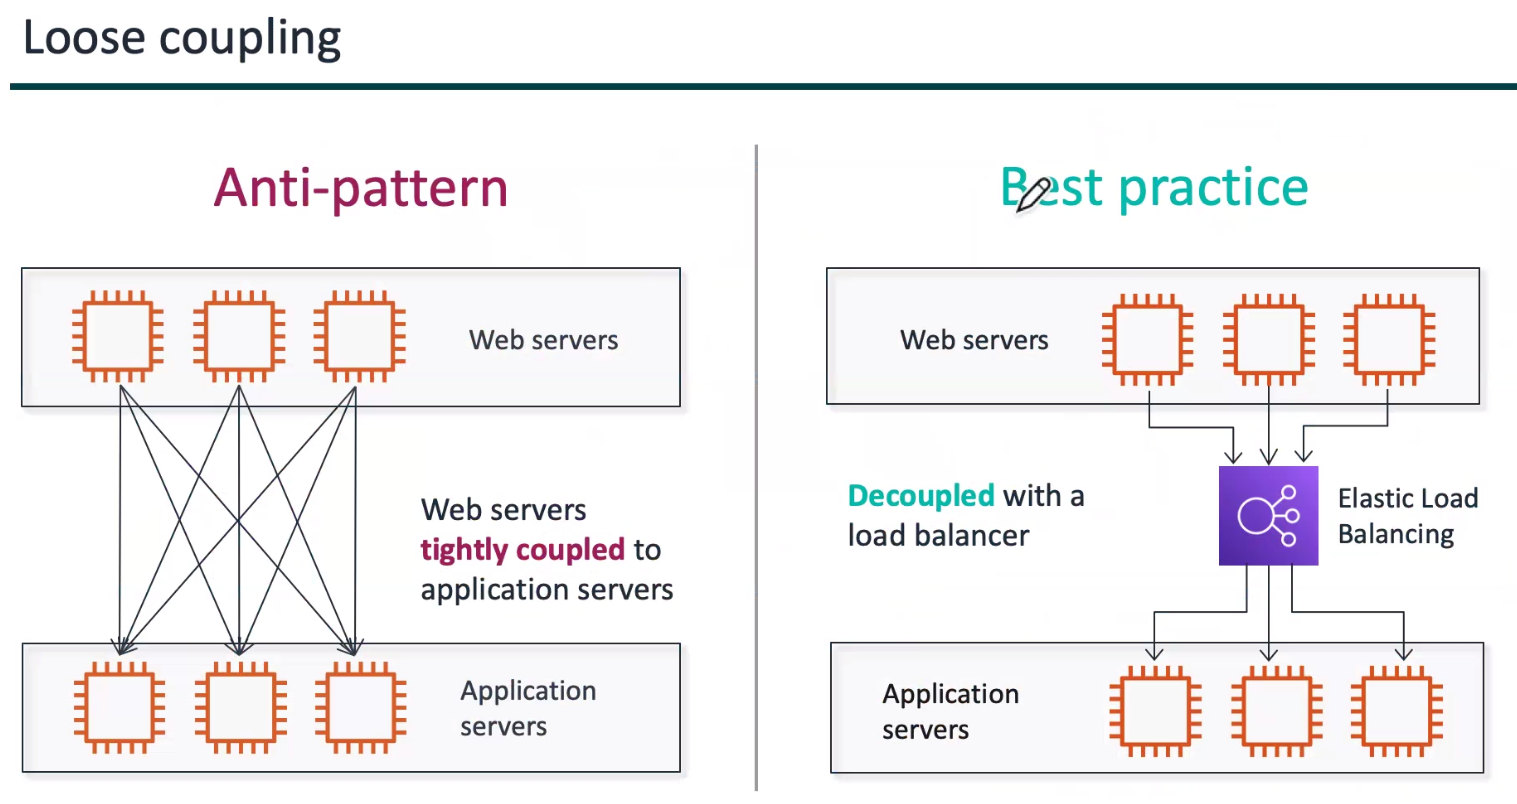 Loose coupling
Anti-pattern
Web servers
Web servers
tightly coupled to
application servers
Application
servers
Best practice
Web servers
Decoupled with a
load balancer
Elastic Load
Balancing
Application
servers